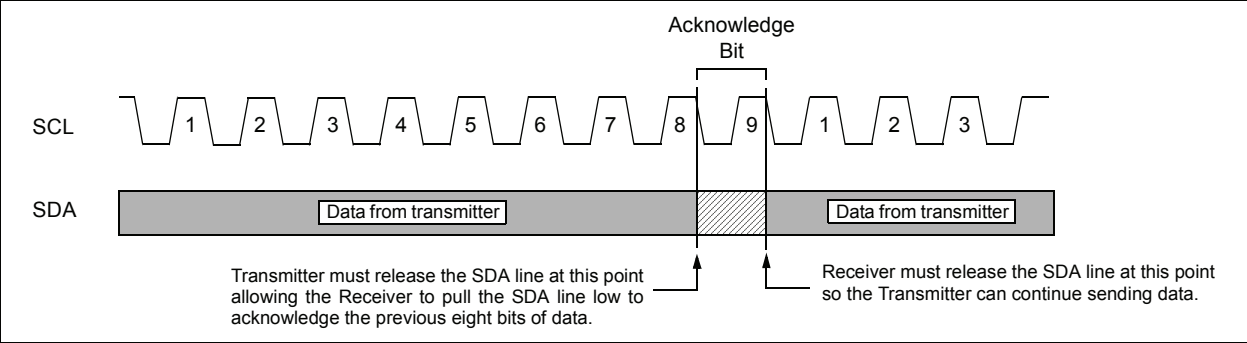 Acknowledge
Bit
SCL
1 2 3 4 5 6 7 8 9 1 2 3
SDA
Data from transmitter
Data from transmitter
Transmitter must release the SDA line at this point
allowing the Receiver to pull the SDA line low to
acknowledge the previous eight bits of data.
Receiver must release the SDA line at this point
so the Transmitter can continue sending data.